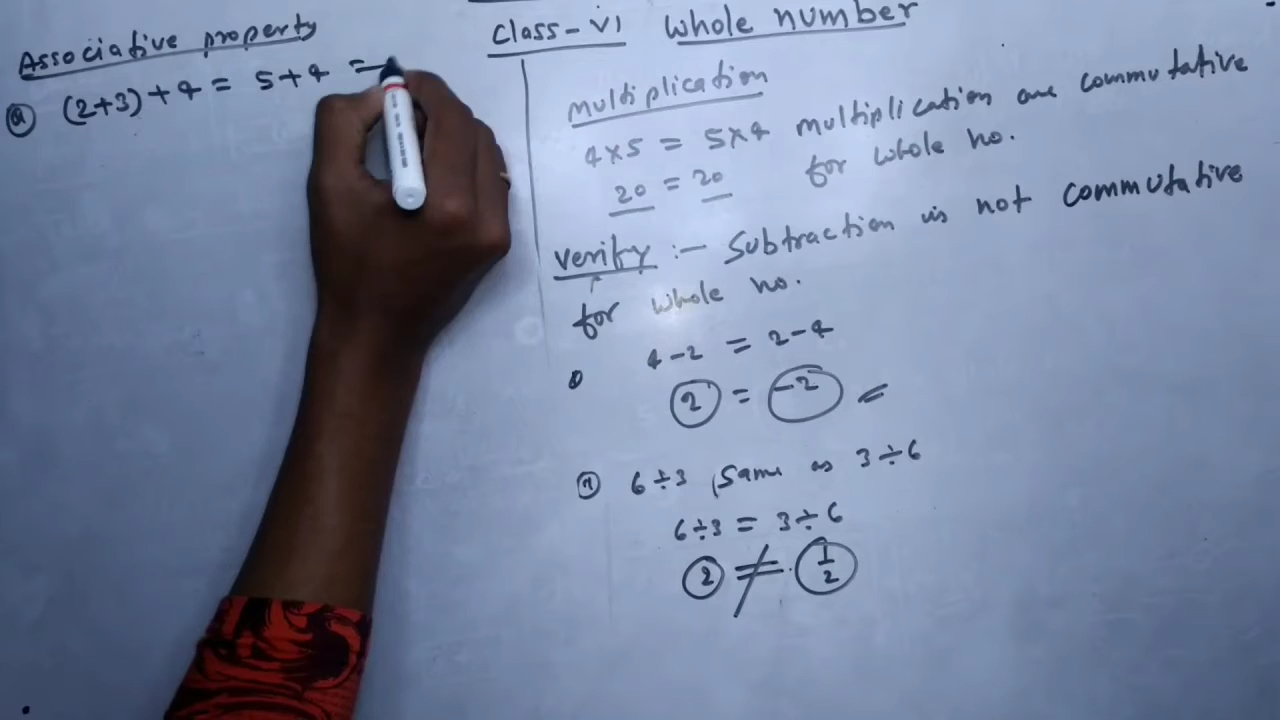 Class-VI Whole number
Associative property
(a) (2+3)+4 = 5+4 =
multiplication
4×5 = 5×4 multiplication are commutative
for whole no.
20 = 20
Verify :- Subtraction is not commutative
for whole no.
4-2 = 2-4
2 = -2
6÷3 same as 3÷6
6÷3 = 3÷6
2 ≠ 1/2